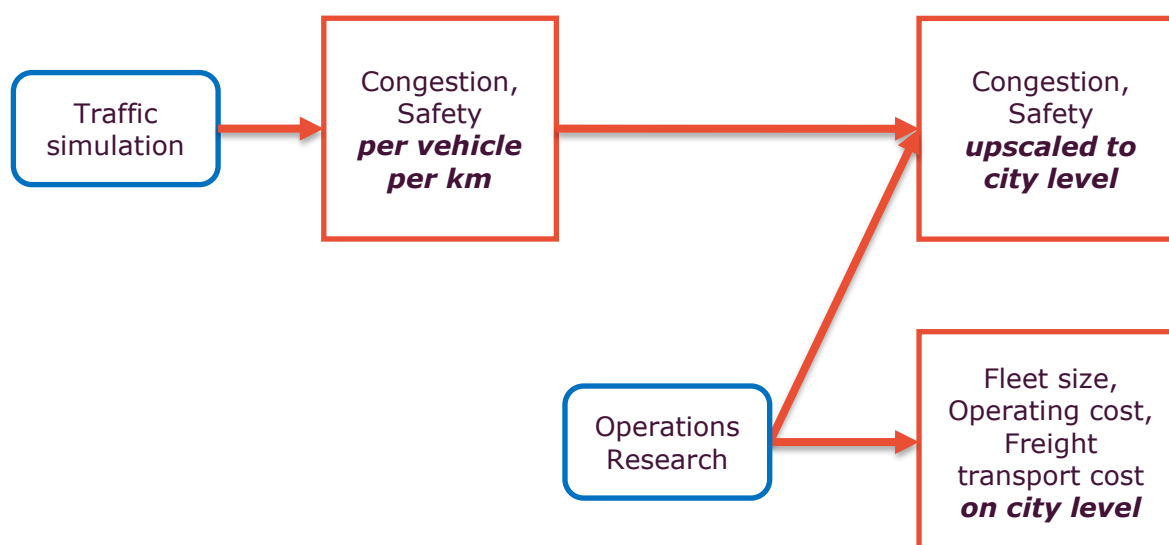 Traffic
simulation
Congestion,
Safety
per vehicle
per km
Congestion,
Safety
upscaled to
city level
Operations
Research
Fleet size,
Operating cost,
Freight
transport cost
on city level